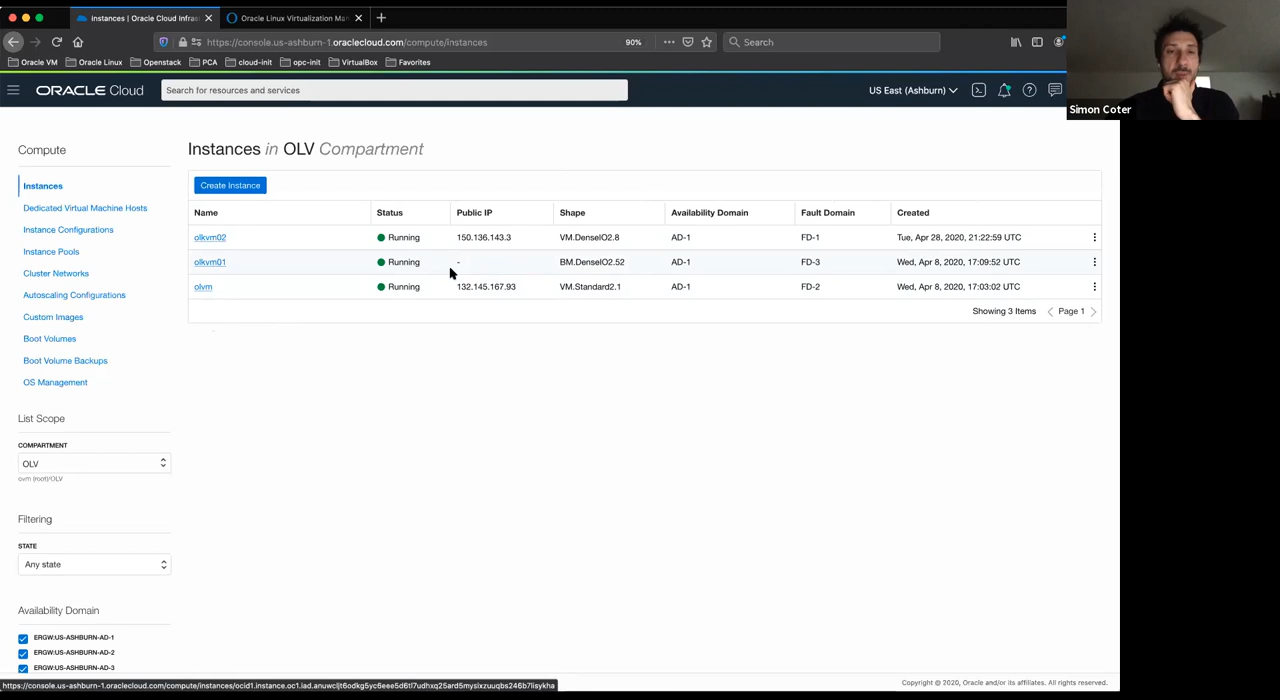 Instances | Oracle Cloud Infras
Oracle Linux Virtualization Man
https://console.us-ashburn-1.oraclecloud.com/compute/instances
90%
Search
Oracle VM
Oracle Linux
Openstack
PCA
cloud-init
opc-init
VirtualBox
Favorites
ORACLE Cloud
Search for resources and services
US East (Ashburn)
Simon Coter
Compute
Instances
Dedicated Virtual Machine Hosts
Instance Configurations
Instance Pools
Cluster Networks
Autoscaling Configurations
Custom Images
Boot Volumes
Boot Volume Backups
OS Management
List Scope
COMPARTMENT
OLV
ovm (root)/OLV
Filtering
STATE
Any state
Availability Domain
ERGW:US-ASHBURN-AD-1
ERGW:US-ASHBURN-AD-2
ERGW:US-ASHBURN-AD-3
Instances in OLV Compartment
Create Instance
Name Status Public IP Shape Availability Domain Fault Domain Created
olkvm02 Running 150.136.143.3 VM.DenseIO2.8 AD-1 FD-1 Tue, Apr 28, 2020, 21:22:59 UTC
olkvm01 Running - BM.DenseIO2.52 AD-1 FD-3 Wed, Apr 8, 2020, 17:09:52 UTC
olvm Running 132.145.167.93 VM.Standard2.1 AD-1 FD-2 Wed, Apr 8, 2020, 17:03:02 UTC
Showing 3 Items < Page 1 >
Copyright © 2020, Oracle and/or its affiliates. All rights reserved.